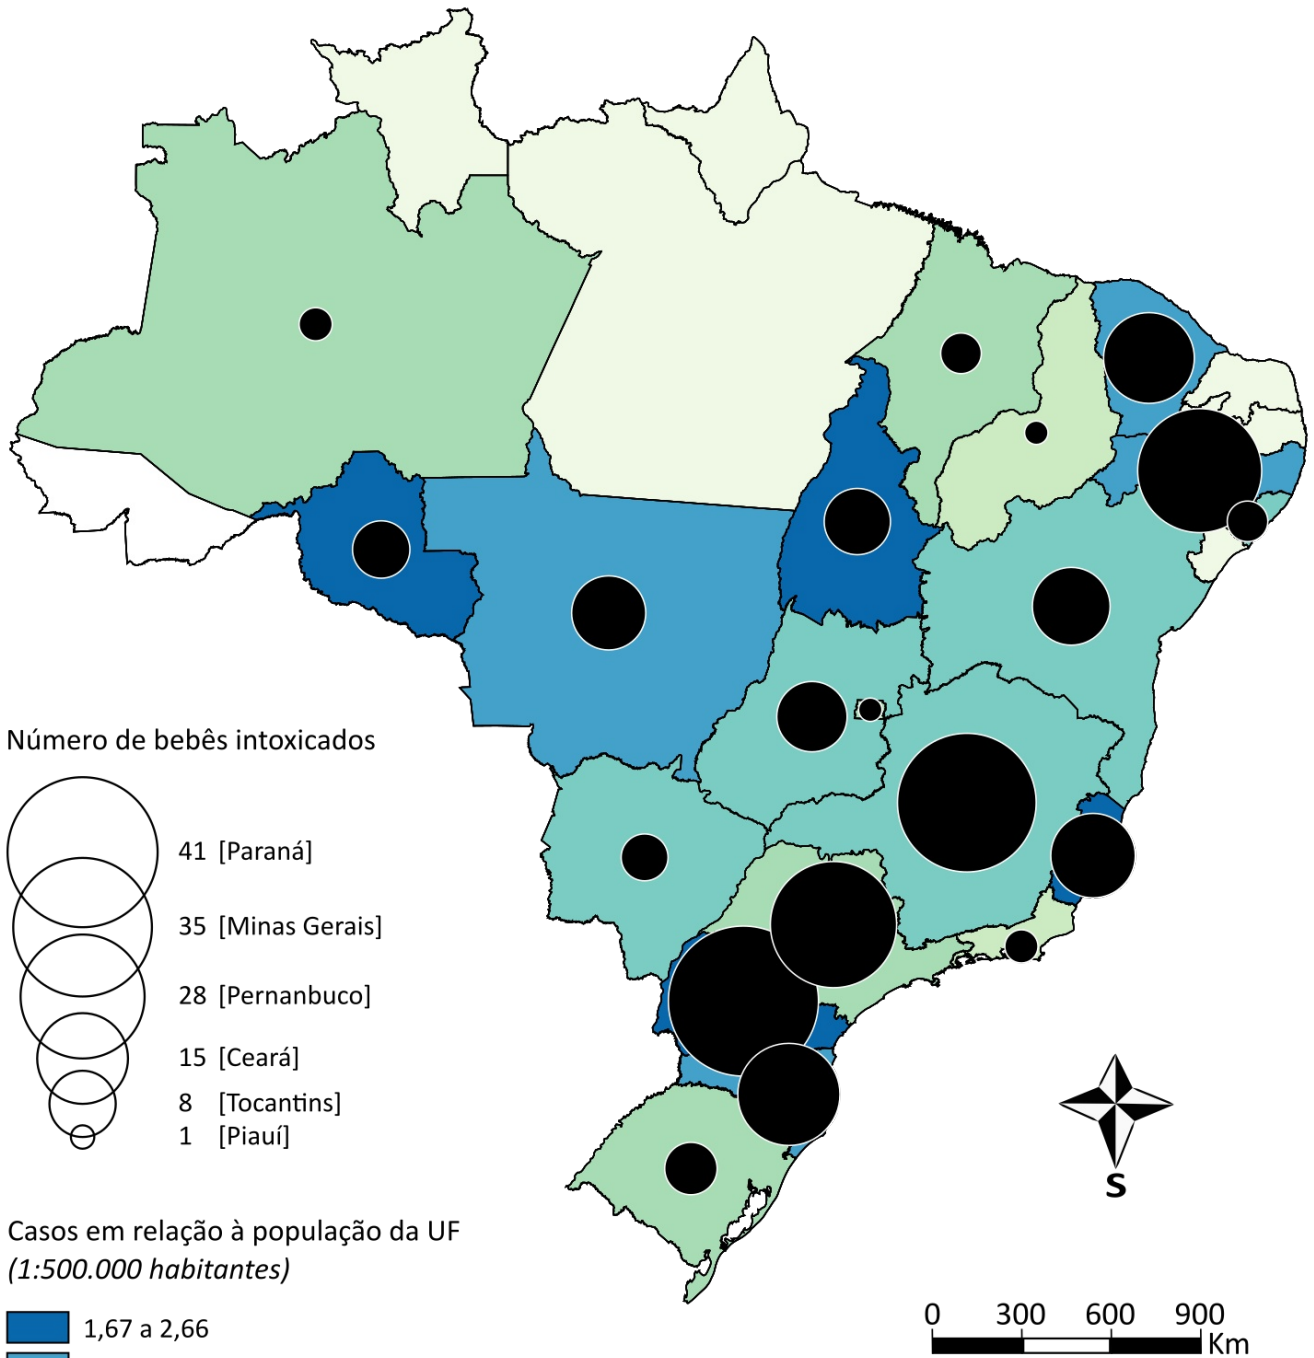 Número de bebês intoxicados
41 [Paraná]
35 [Minas Gerais]
28 [Pernanbuco]
15 [Ceará]
8 [Tocantins]
1 [Piauí]
Casos em relação à população da UF
(1:500.000 habitantes)
1,67 a 2,66
S
0 300 600 900
Km